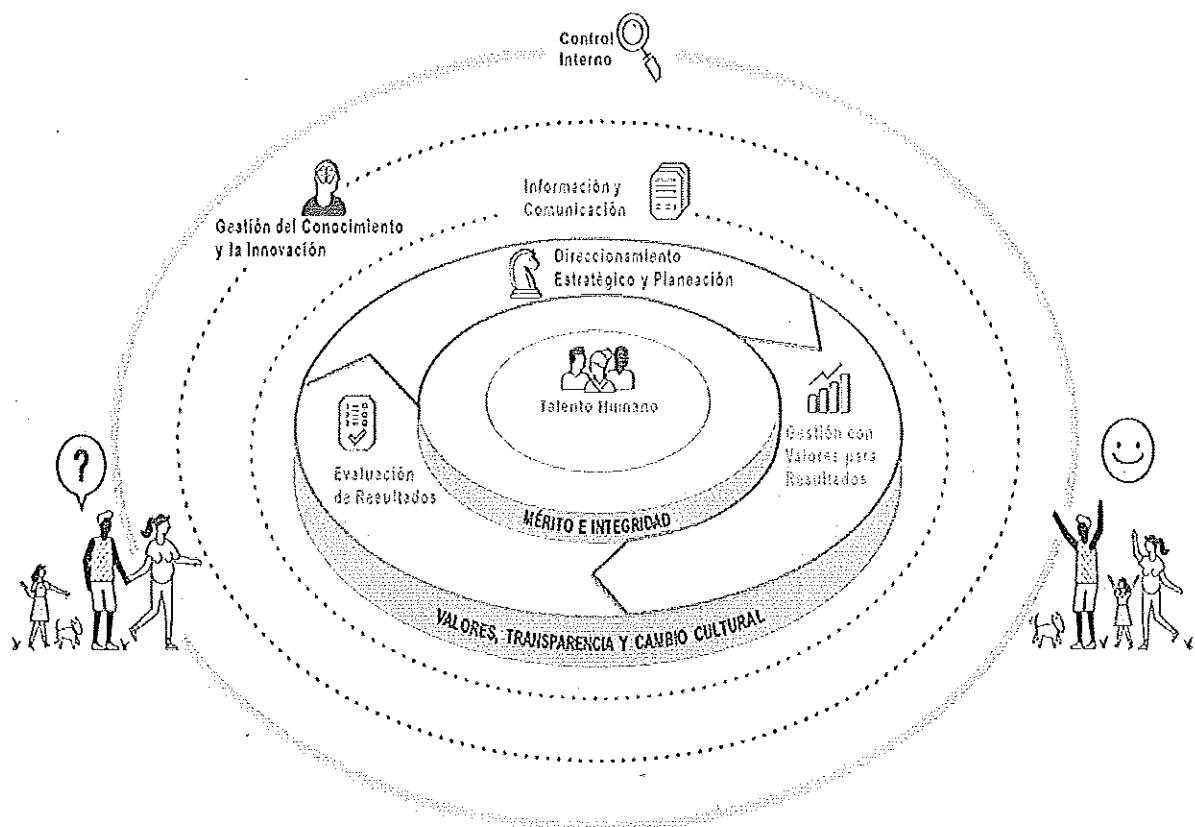 Control
Interno
Gestión del Conocimiento
y la Innovación
Información y
Comunicación
Direccionamiento
Estratégico y Planeación
Talento Humano
Gestión con
Valores para
Resultados
Evaluación
de Resultados
MÉRITO E INTEGRIDAD
VALORES, TRANSPARENCIA Y CAMBIO CULTURAL
?